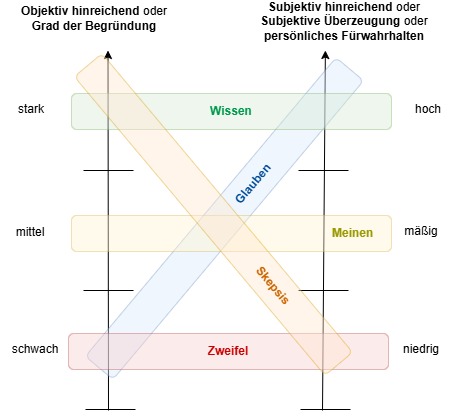 Objektiv hinreichend oder
Grad der Begründung
Subjektiv hinreichend oder
Subjektive Überzeugung oder
persönliches Fürwahrhalten
stark
Wissen
hoch
Glauben
mittel
Meinen
mäßig
Skepsis
schwach
Zweifel
niedrig